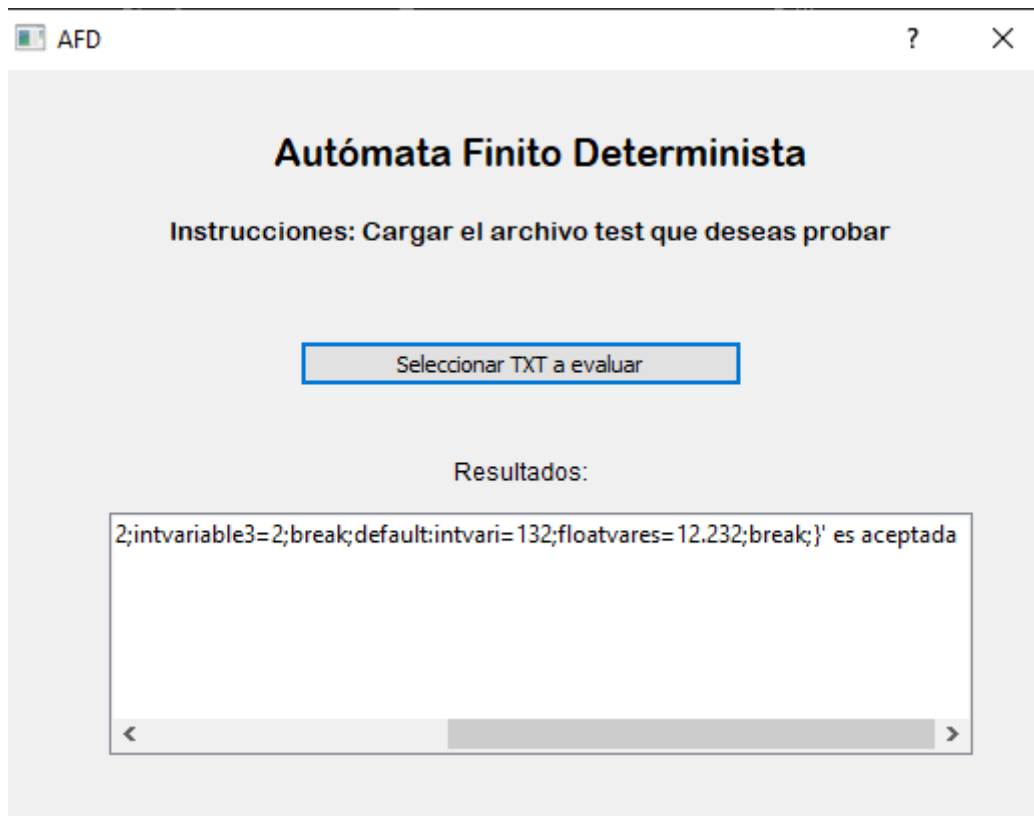 AFD
?
Autómata Finito Determinista
Instrucciones: Cargar el archivo test que deseas probar
Seleccionar TXT a evaluar
Resultados:
2;intvariable3=2;break;default:intvari=132;floatvares=12.232;break;}' es aceptada